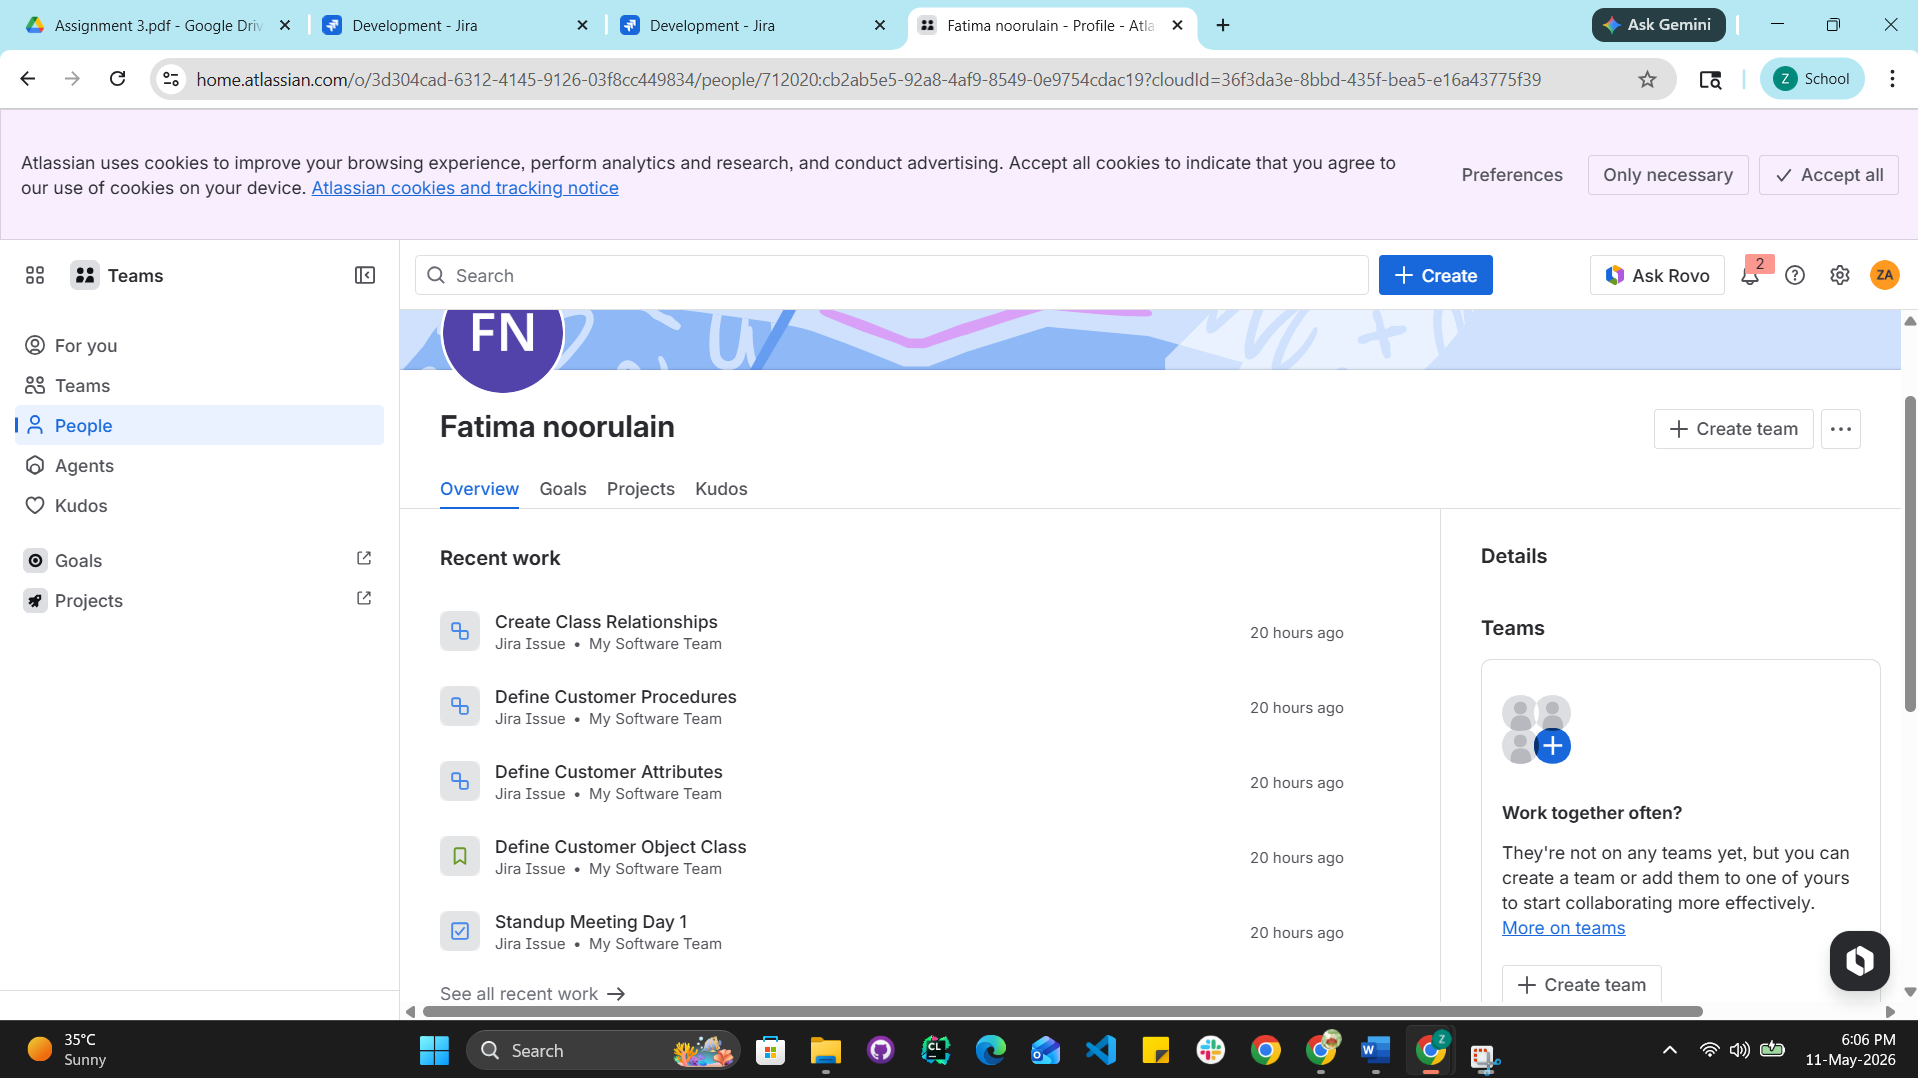 Assignment 3.pdf - Google Driv
Development - Jira
Development - Jira
Fatima noorulain - Profile - Atla
Ask Gemini
home.atlassian.com/o/3d304cad-6312-4145-9126-03f8cc449834/people/712020:cb2ab5e5-92a8-4af9-8549-0e9754cdac19?cloudId=36f3da3e-8bbd-435f-bea5-e16a43775f39
Z School
Atlassian uses cookies to improve your browsing experience, perform analytics and research, and conduct advertising. Accept all cookies to indicate that you agree to
our use of cookies on your device. Atlassian cookies and tracking notice
Preferences
Only necessary
Accept all
Teams
Search
Create
Ask Rovo
2
ZA
For you
Teams
People
Agents
Kudos
Goals
Projects
FN
Fatima noorulain
Create team
Overview Goals Projects Kudos
Recent work
Create Class Relationships
Jira Issue • My Software Team
20 hours ago
Define Customer Procedures
Jira Issue • My Software Team
20 hours ago
Define Customer Attributes
Jira Issue • My Software Team
20 hours ago
Define Customer Object Class
Jira Issue • My Software Team
20 hours ago
Standup Meeting Day 1
Jira Issue • My Software Team
20 hours ago
See all recent work
Details
Teams
Work together often?
They're not on any teams yet, but you can
create a team or add them to one of yours
to start collaborating more effectively.
More on teams
Create team
35°C
Sunny
Search
6:06 PM
11-May-2026